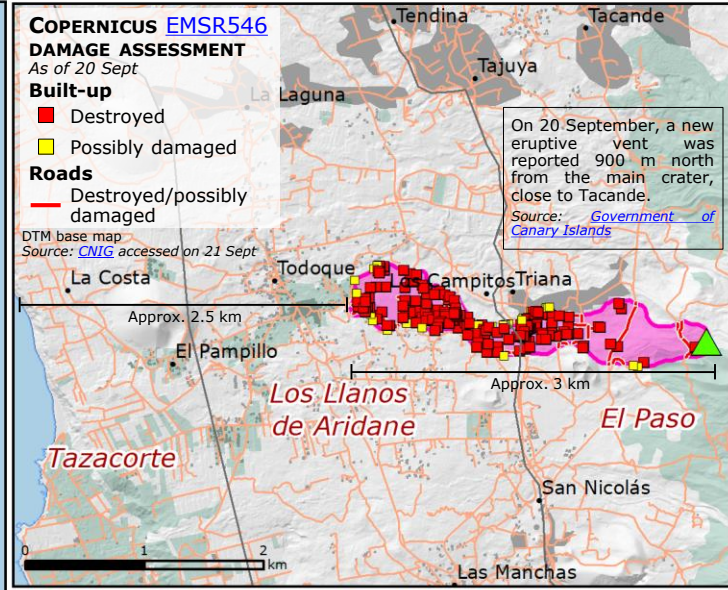 COPERNICUS EMSR546
DAMAGE ASSESSMENT
As of 20 Sept
Built-up
Destroyed
Possibly damaged
Roads
Destroyed/possibly
damaged
DTM base map
Source: CNIG accessed on 21 Sept
Tendina
Tacande
Tajuya
La Laguna
On 20 September, a new
eruptive vent was
reported 900 m north
from the main crater,
close to Tacande.
Source: Government of
Canary Islands
Todoque
La Costa
Los Campitos
Triana
Approx. 2.5 km
El Pampillo
Approx. 3 km
Los Llanos
de Aridane
El Paso
Tazacorte
San Nicolás
0 1 2
km
Las Manchas